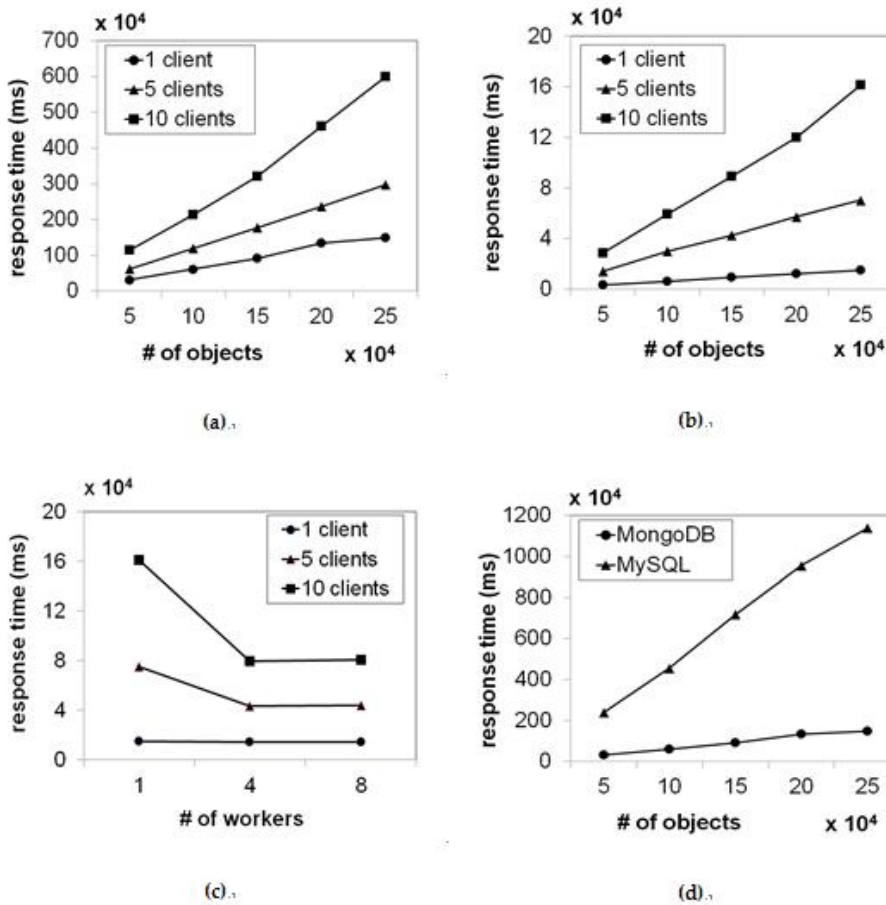 x 10⁴
700
600
500
400
300
200
100
0
response time (ms)
1 client
5 clients
10 clients
5 10 15 20 25
# of objects x 10⁴
(a)
x 10⁴
20
16
12
8
4
0
response time (ms)
1 client
5 clients
10 clients
5 10 15 20 25
# of objects x 10⁴
(b)
x 10⁴
20
16
12
8
4
0
response time (ms)
1 client
5 clients
10 clients
1 4 8
# of workers
(c)
x 10⁴
1200
1000
800
600
400
200
0
response time (ms)
MongoDB
MySQL
5 10 15 20 25
# of objects x 10⁴
(d)